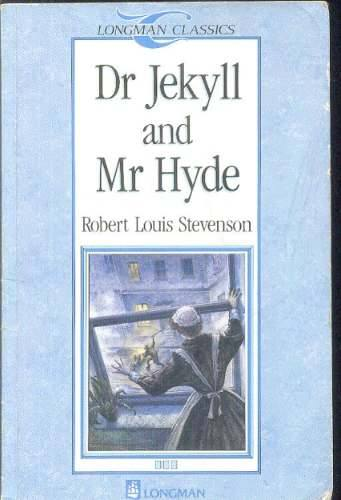 LONGMAN CLASSICS
Dr Jekyll
and
Mr Hyde
Robert Louis Stevenson
LONGMAN